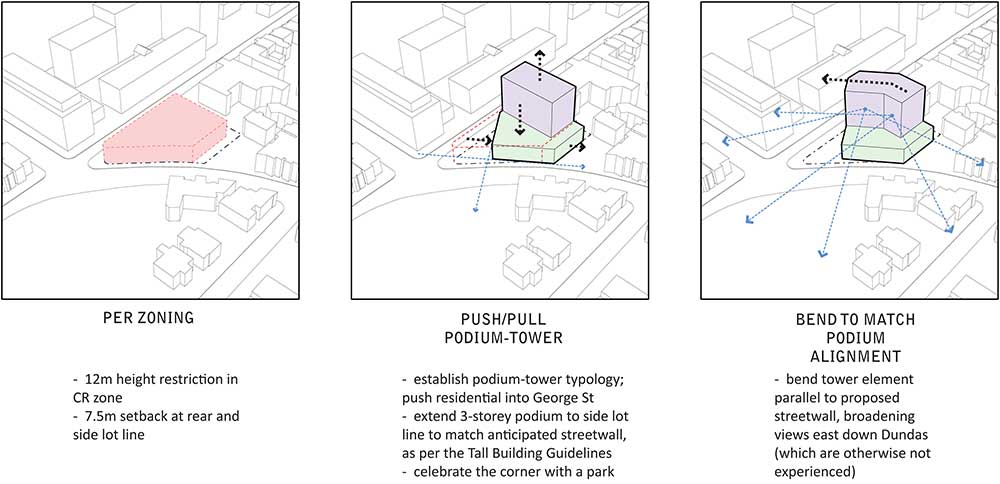 PER ZONING
- 12m height restriction in
CR zone
- 7.5m setback at rear and
side lot line
PUSH/PULL
PODIUM-TOWER
- establish podium-tower typology;
push residential into George St
- extend 3-storey podium to side lot
line to match anticipated streetwall,
as per the Tall Building Guidelines
- celebrate the corner with a park
BEND TO MATCH
PODIUM
ALIGNMENT
- bend tower element
parallel to proposed
streetwall, broadening
views east down Dundas
(which are otherwise not
experienced)